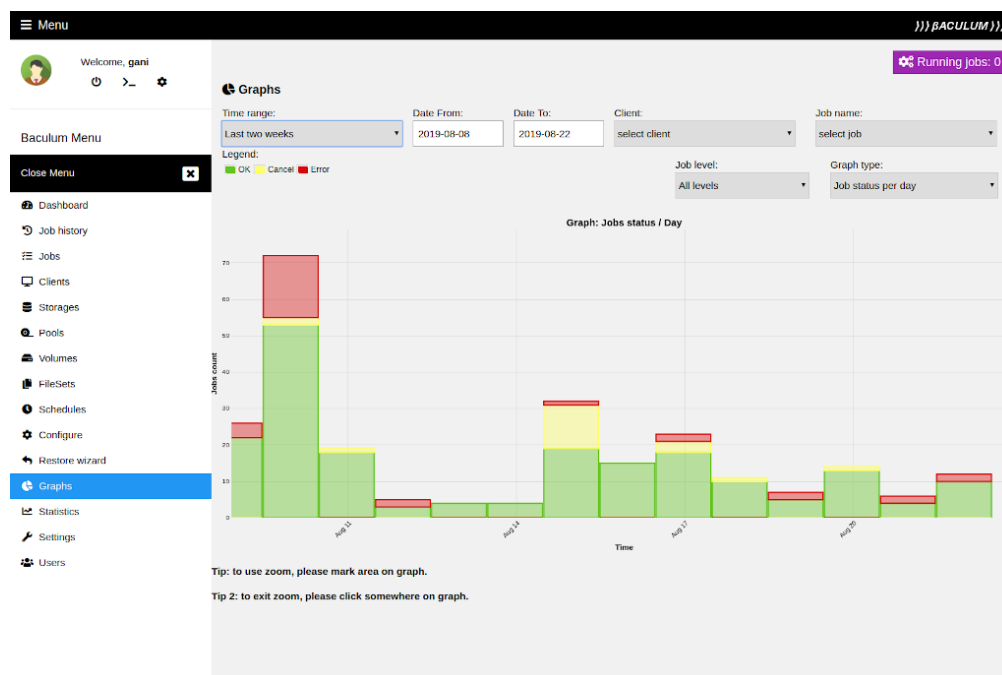 Menu
}}} βACULUM }}}
Welcome, gani
Running jobs: 0
Baculum Menu
Close Menu
Dashboard
Job history
Jobs
Clients
Storages
Pools
Volumes
FileSets
Schedules
Configure
Restore wizard
Graphs
Statistics
Settings
Users
Graphs
Time range:
Last two weeks
Date From:
2019-08-08
Date To:
2019-08-22
Client:
select client
Job name:
select job
Legend:
OK Cancel Error
Job level:
All levels
Graph type:
Job status per day
Graph: Jobs status / Day
Jobs count
70
60
50
40
30
20
10
0
Aug 11
Aug 14
Aug 17
Aug 20
Time
Tip: to use zoom, please mark area on graph.
Tip 2: to exit zoom, please click somewhere on graph.